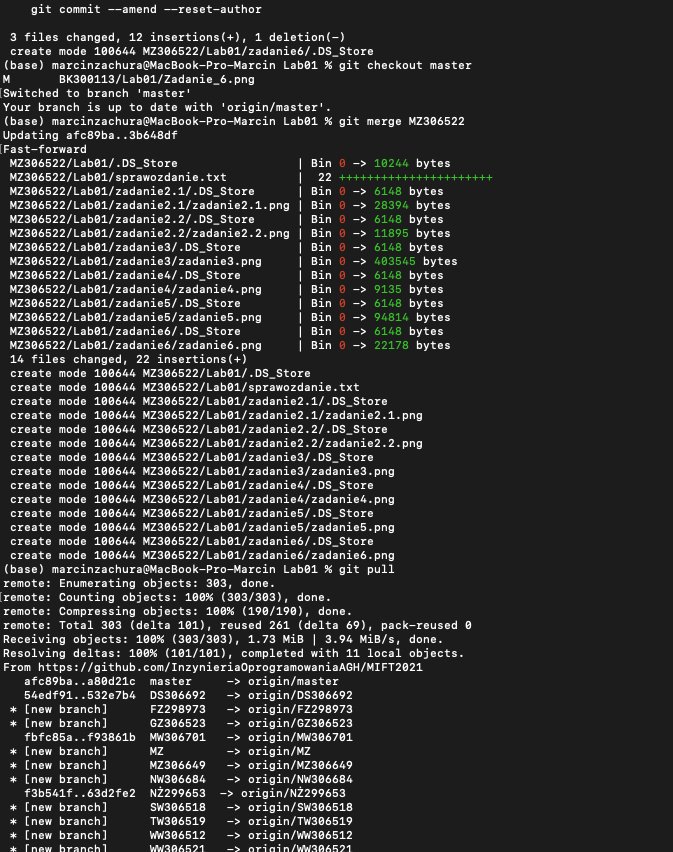 git commit --amend --reset-author
3 files changed, 12 insertions(+), 1 deletion(-)
create mode 100644 MZ306522/Lab01/zadanie6/.DS_Store
(base) marcinzachura@MacBook-Pro-Marcin Lab01 % git checkout master
M       BK300113/Lab01/Zadanie_6.png
[Switched to branch 'master'
Your branch is up to date with 'origin/master'.
(base) marcinzachura@MacBook-Pro-Marcin Lab01 % git merge MZ306522
Updating afc89ba..3b648df
[Fast-forward
MZ306522/Lab01/.DS_Store | Bin 0 -> 10244 bytes
MZ306522/Lab01/sprawozdanie.txt | 22 ++++++++++++++++++++++
MZ306522/Lab01/zadanie2.1/.DS_Store | Bin 0 -> 6148 bytes
MZ306522/Lab01/zadanie2.1/zadanie2.1.png | Bin 0 -> 28394 bytes
MZ306522/Lab01/zadanie2.2/.DS_Store | Bin 0 -> 6148 bytes
MZ306522/Lab01/zadanie2.2/zadanie2.2.png | Bin 0 -> 11895 bytes
MZ306522/Lab01/zadanie3/.DS_Store | Bin 0 -> 6148 bytes
MZ306522/Lab01/zadanie3/zadanie3.png | Bin 0 -> 403545 bytes
MZ306522/Lab01/zadanie4/.DS_Store | Bin 0 -> 6148 bytes
MZ306522/Lab01/zadanie4/zadanie4.png | Bin 0 -> 9135 bytes
MZ306522/Lab01/zadanie5/.DS_Store | Bin 0 -> 6148 bytes
MZ306522/Lab01/zadanie5/zadanie5.png | Bin 0 -> 94814 bytes
MZ306522/Lab01/zadanie6/.DS_Store | Bin 0 -> 6148 bytes
MZ306522/Lab01/zadanie6/zadanie6.png | Bin 0 -> 22178 bytes
14 files changed, 22 insertions(+)
create mode 100644 MZ306522/Lab01/.DS_Store
create mode 100644 MZ306522/Lab01/sprawozdanie.txt
create mode 100644 MZ306522/Lab01/zadanie2.1/.DS_Store
create mode 100644 MZ306522/Lab01/zadanie2.1/zadanie2.1.png
create mode 100644 MZ306522/Lab01/zadanie2.2/.DS_Store
create mode 100644 MZ306522/Lab01/zadanie2.2/zadanie2.2.png
create mode 100644 MZ306522/Lab01/zadanie3/.DS_Store
create mode 100644 MZ306522/Lab01/zadanie3/zadanie3.png
create mode 100644 MZ306522/Lab01/zadanie4/.DS_Store
create mode 100644 MZ306522/Lab01/zadanie4/zadanie4.png
create mode 100644 MZ306522/Lab01/zadanie5/.DS_Store
create mode 100644 MZ306522/Lab01/zadanie5/zadanie5.png
create mode 100644 MZ306522/Lab01/zadanie6/.DS_Store
create mode 100644 MZ306522/Lab01/zadanie6/zadanie6.png
(base) marcinzachura@MacBook-Pro-Marcin Lab01 % git pull
remote: Enumerating objects: 303, done.
[remote: Counting objects: 100% (303/303), done.
remote: Compressing objects: 100% (190/190), done.
remote: Total 303 (delta 101), reused 261 (delta 69), pack-reused 0
Receiving objects: 100% (303/303), 1.73 MiB | 3.94 MiB/s, done.
Resolving deltas: 100% (101/101), completed with 11 local objects.
From https://github.com/InzynieriaOprogramowaniaAGH/MIFT2021
afc89ba..a80d21c master -> origin/master
54edf91..532e7b4 DS306692 -> origin/DS306692
* [new branch] FZ298973 -> origin/FZ298973
* [new branch] GZ306523 -> origin/GZ306523
fbfc85a..f93861b MW306701 -> origin/MW306701
* [new branch] MZ -> origin/MZ
* [new branch] MZ306649 -> origin/MZ306649
* [new branch] NW306684 -> origin/NW306684
f3b541f..63d2fe2 NŻ299653 -> origin/NŻ299653
* [new branch] SW306518 -> origin/SW306518
* [new branch] TW306519 -> origin/TW306519
* [new branch] WW306512 -> origin/WW306512
* [new branch] WW306521 -> origin/WW306521